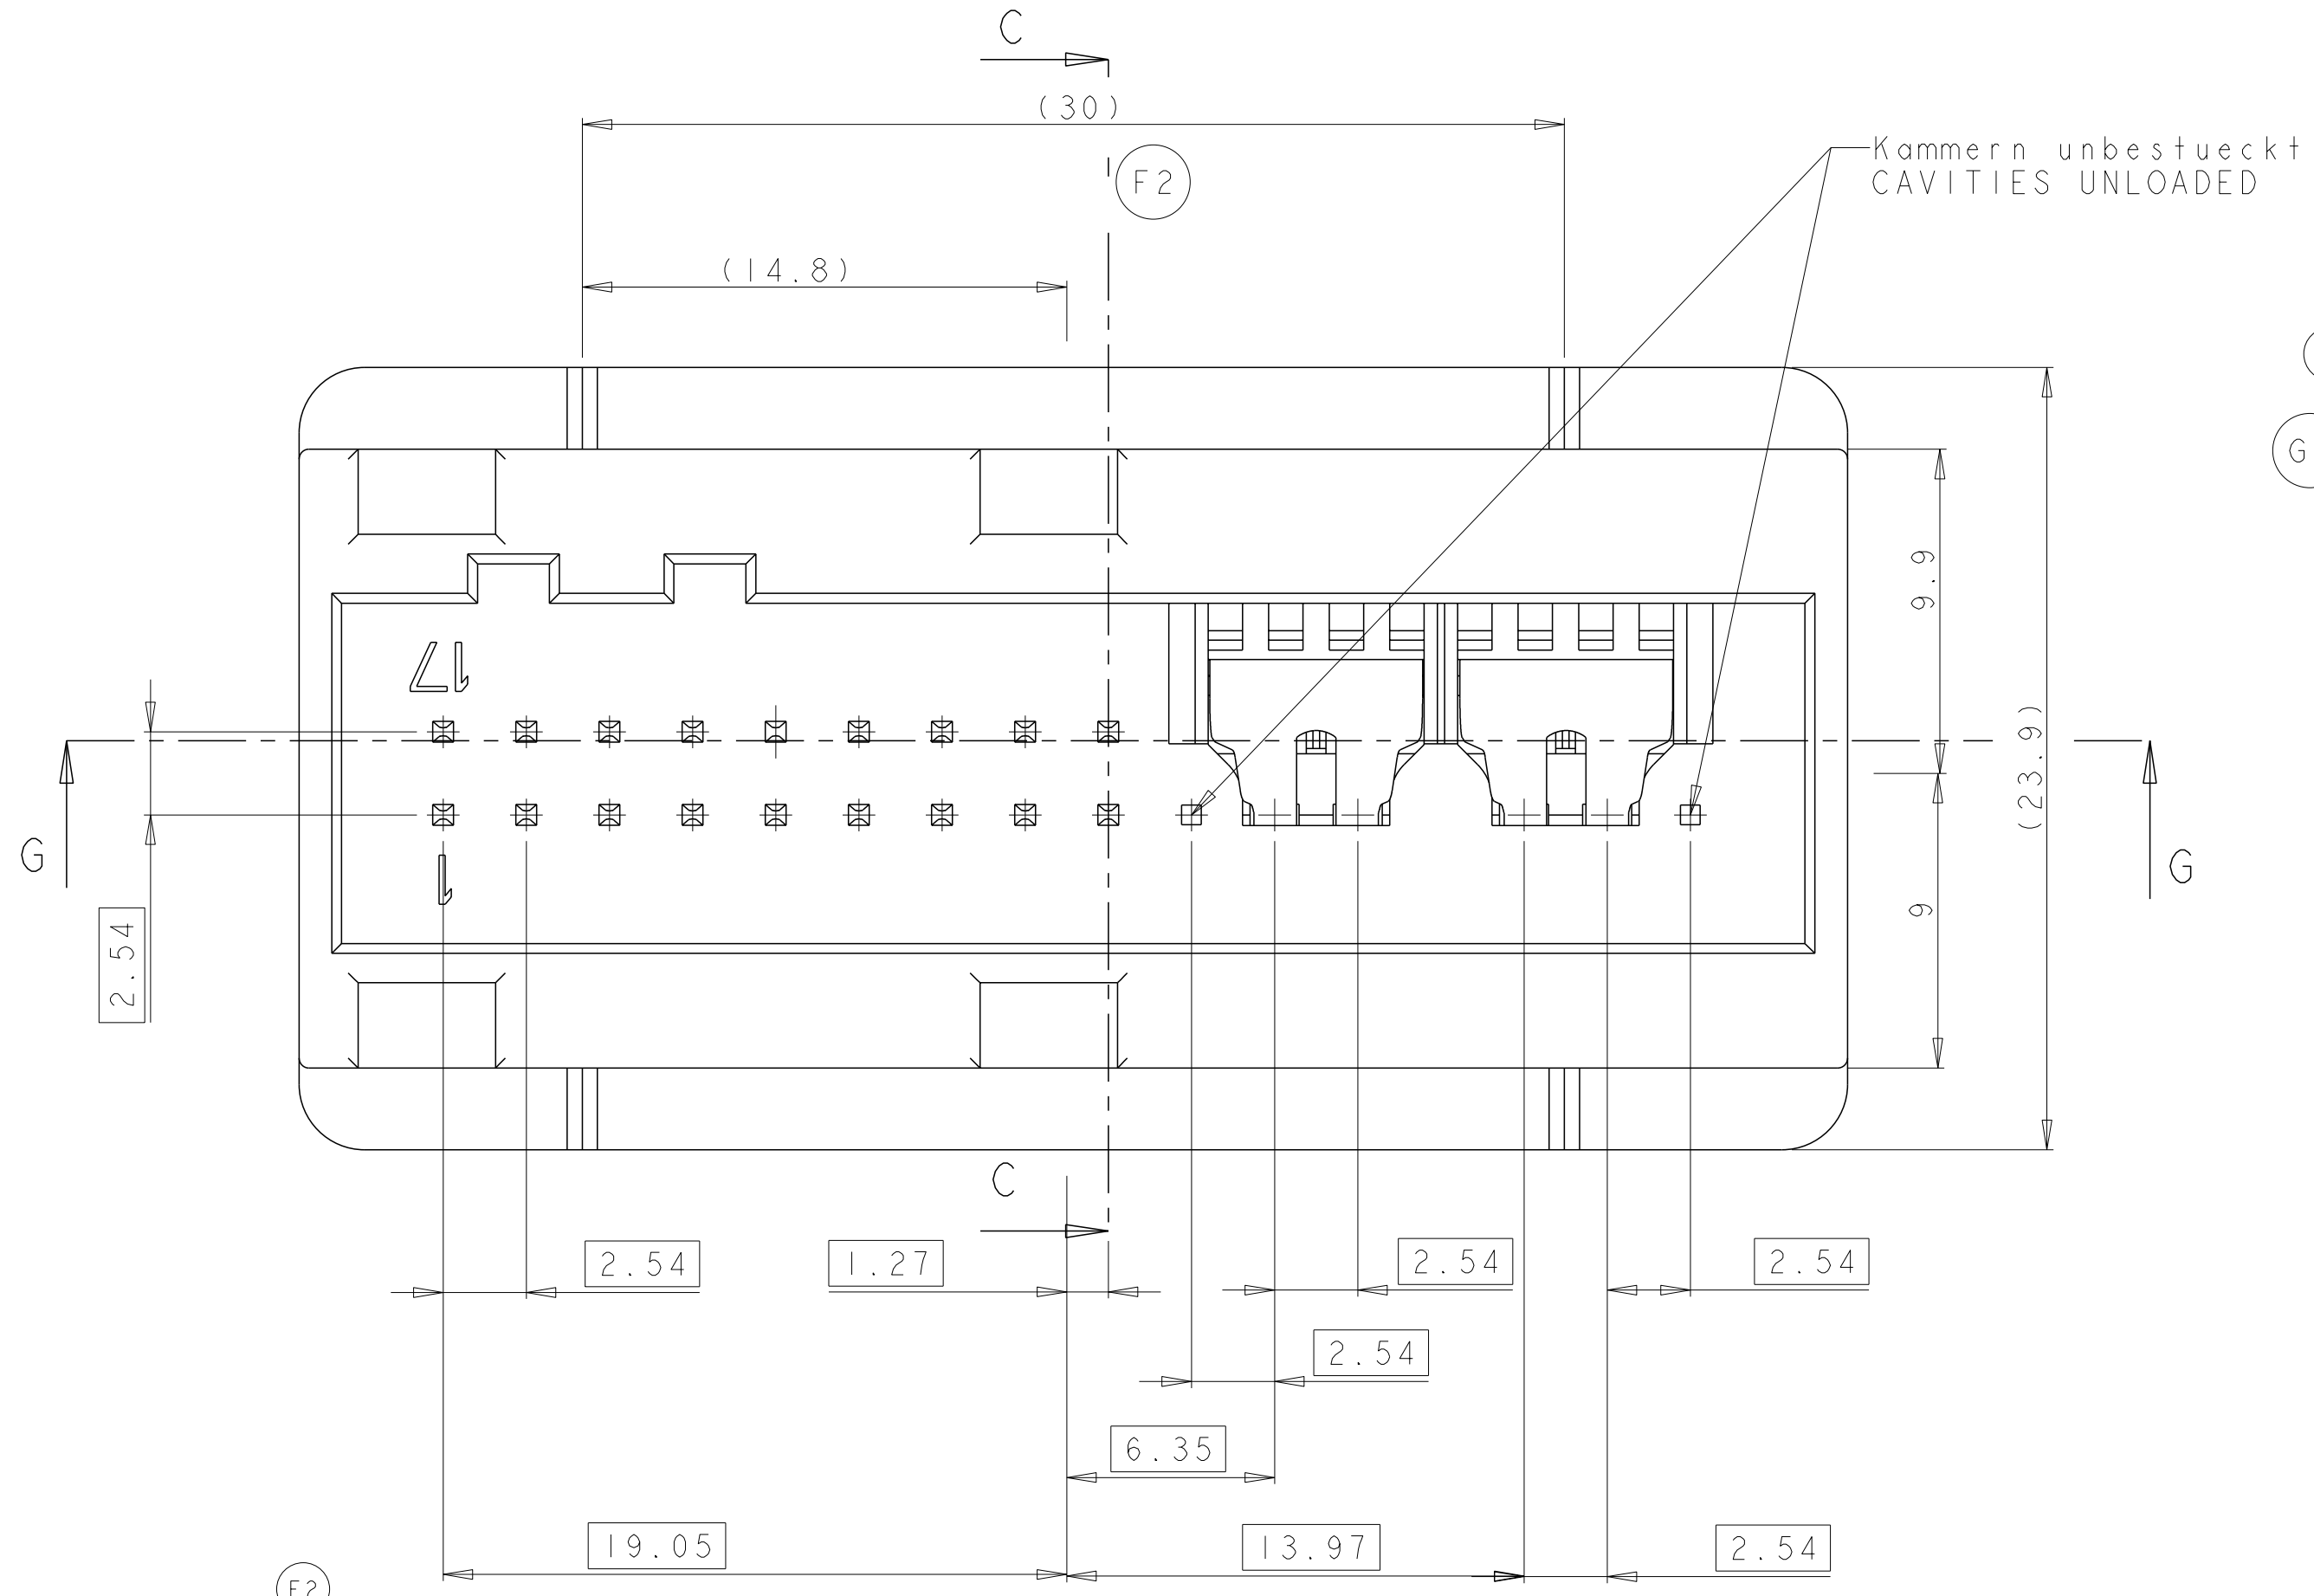 C
(30)
F2
Kammern unbestueckt
CAVITIES UNLOADED
(14.8)
G
9.9
(23.9)
17
G
G
9
1
2.54
C
2.54
1.27
2.54
2.54
2.54
6.35
19.05
13.97
2.54
F2